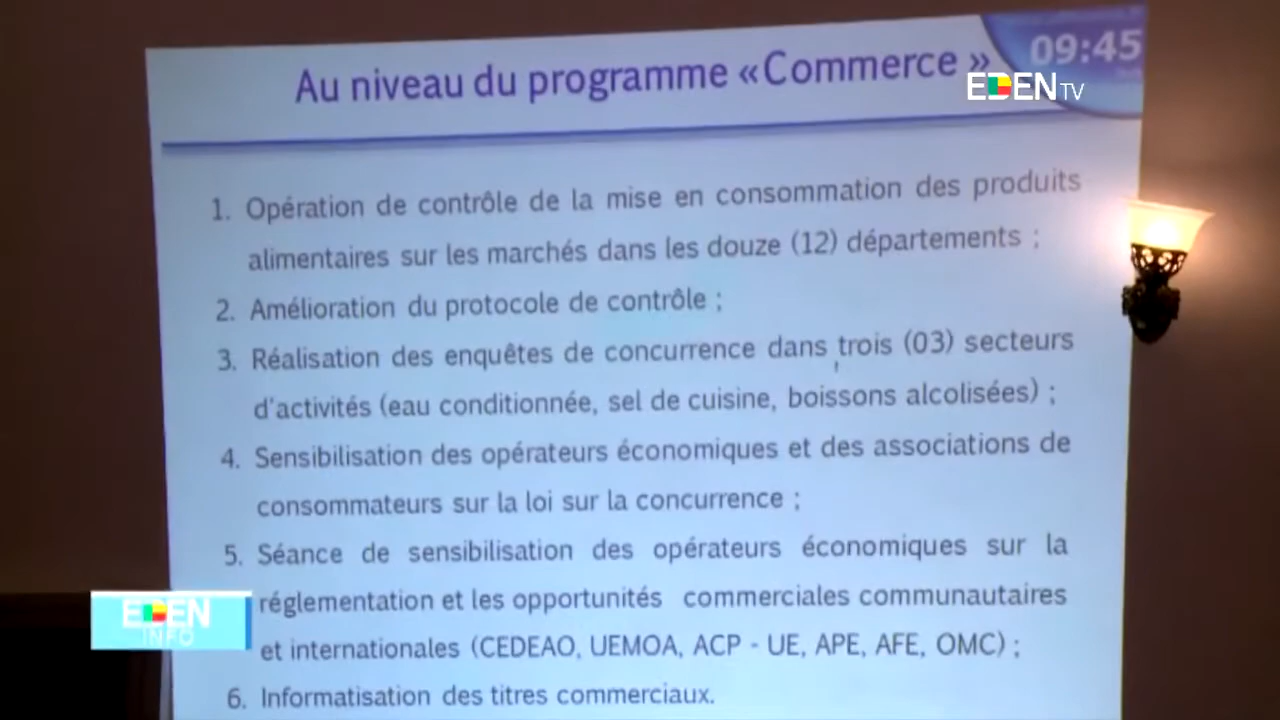 Au niveau du programme «Commerce »
09:45
EDEN TV
1. Opération de contrôle de la mise en consommation des produits
alimentaires sur les marchés dans les douze (12) départements ;
2. Amélioration du protocole de contrôle ;
3. Réalisation des enquêtes de concurrence dans trois (03) secteurs
d'activités (eau conditionnée, sel de cuisine, boissons alcolisées) ;
4. Sensibilisation des opérateurs économiques et des associations de
consommateurs sur la loi sur la concurrence ;
5. Séance de sensibilisation des opérateurs économiques sur la
réglementation et les opportunités commerciales communautaires
et internationales (CEDEAO, UEMOA, ACP - UE, APE, AFE, OMC) ;
6. Informatisation des titres commerciaux.
EDEN
INFO